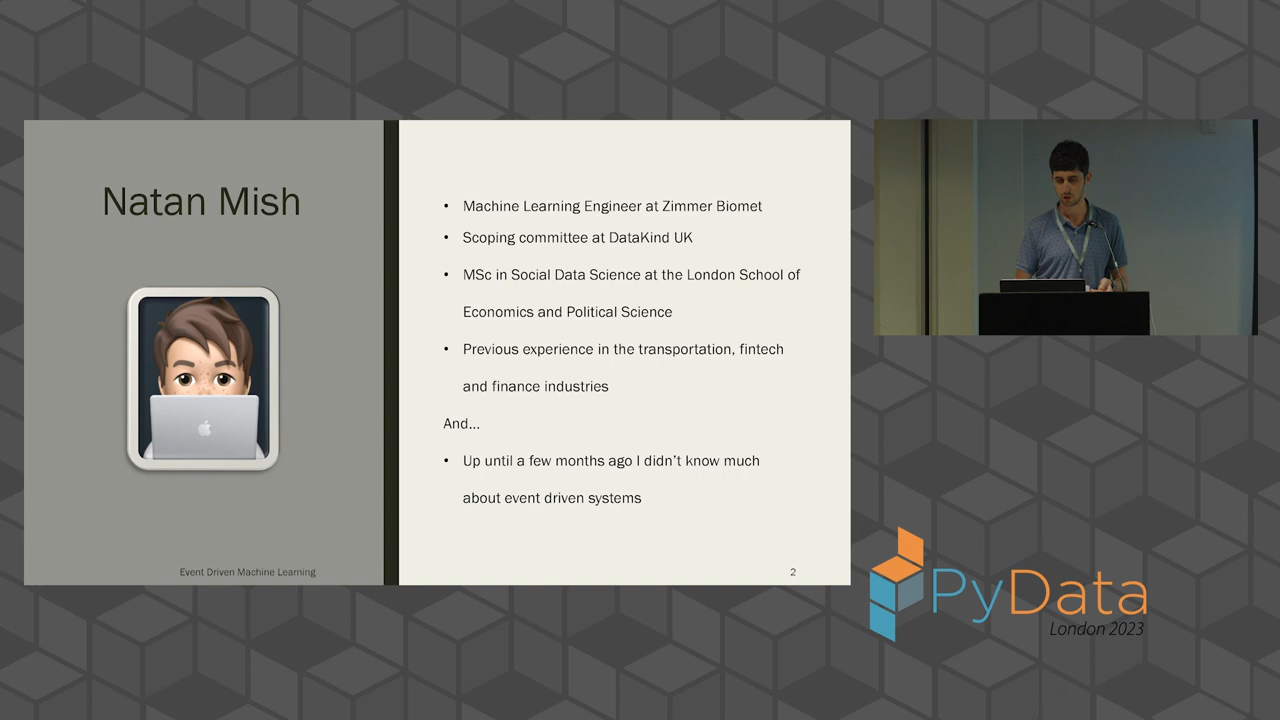 Natan Mish
• Machine Learning Engineer at Zimmer Biomet
• Scoping committee at DataKind UK
• MSc in Social Data Science at the London School of
Economics and Political Science
• Previous experience in the transportation, fintech
and finance industries
And...
• Up until a few months ago I didn't know much
about event driven systems
Event Driven Machine Learning
2
PyData
London 2023